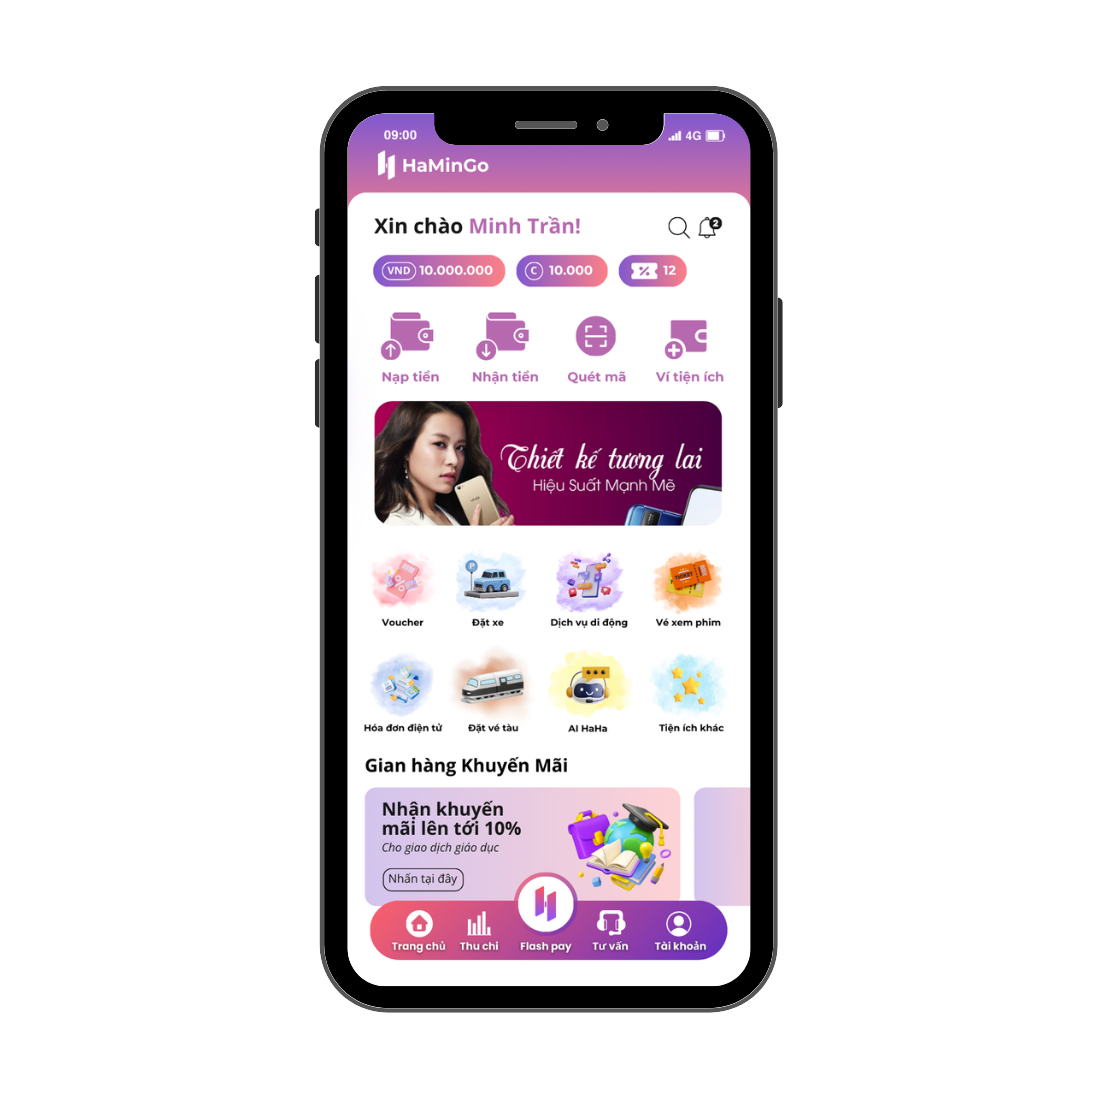 09:00
4G
HaMinGo
Xin chào Minh Trần!
2
VND 10.000.000
C 10.000
% 12
Nạp tiền
Nhận tiền
Quét mã
Ví tiện ích
Thiết kế tương lai
Hiệu Suất Mạnh Mẽ
vivo
P
%
TICKET
Voucher
Đặt xe
Dịch vụ di động
Vé xem phim
Hóa đơn điện tử
Đặt vé tàu
AI HaHa
Tiện ích khác
Gian hàng Khuyến Mãi
Nhận khuyến
mãi lên tới 10%
Cho giao dịch giáo dục
Nhấn tại đây
Trang chủ
Thu chi
Flash pay
Tư vấn
Tài khoản